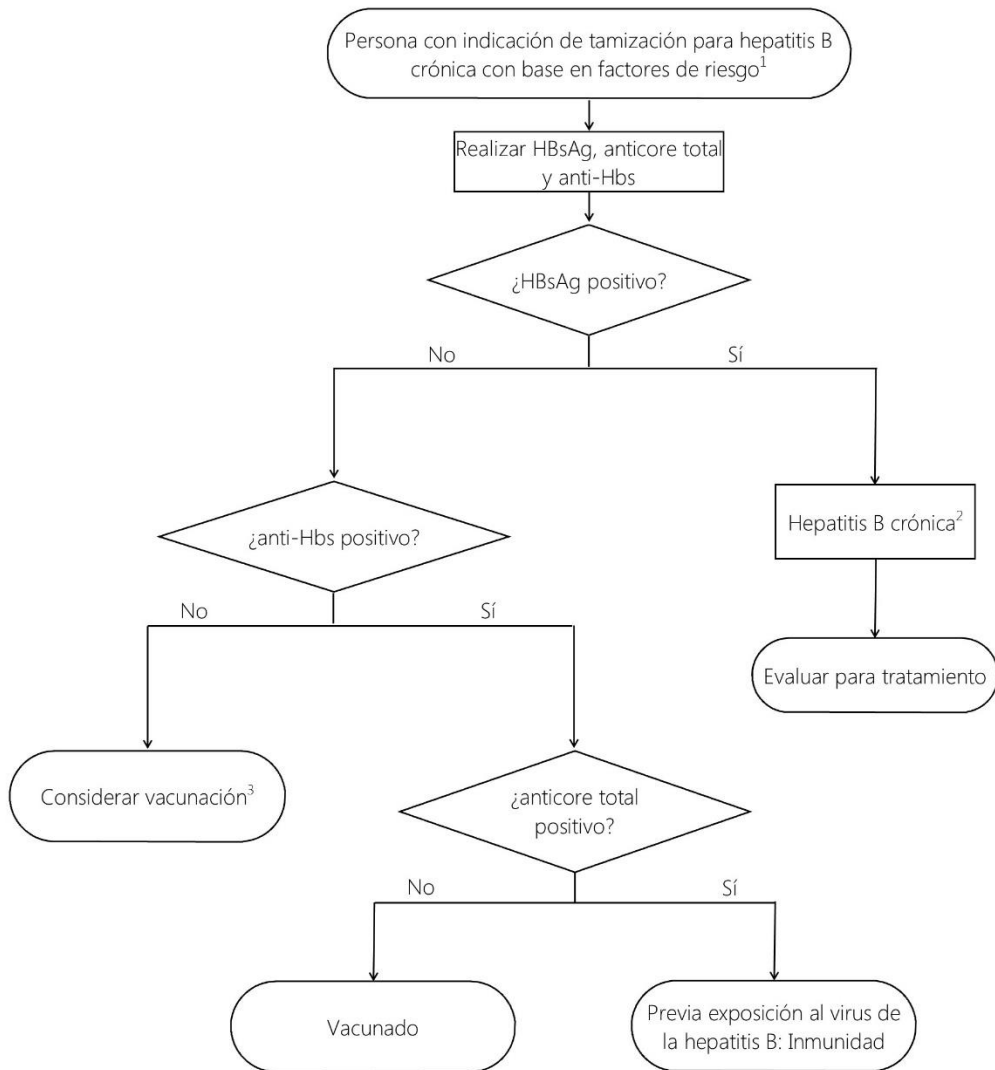 Persona con indicación de tamización para hepatitis B
crónica con base en factores de riesgo¹
Realizar HBsAg, anticore total
y anti-Hbs
¿HBsAg positivo?
No
Sí
¿anti-Hbs positivo?
Hepatitis B crónica²
No
Sí
Evaluar para tratamiento
Considerar vacunación³
¿anticore total
positivo?
No
Sí
Vacunado
Previa exposición al virus de
la hepatitis B: Inmunidad